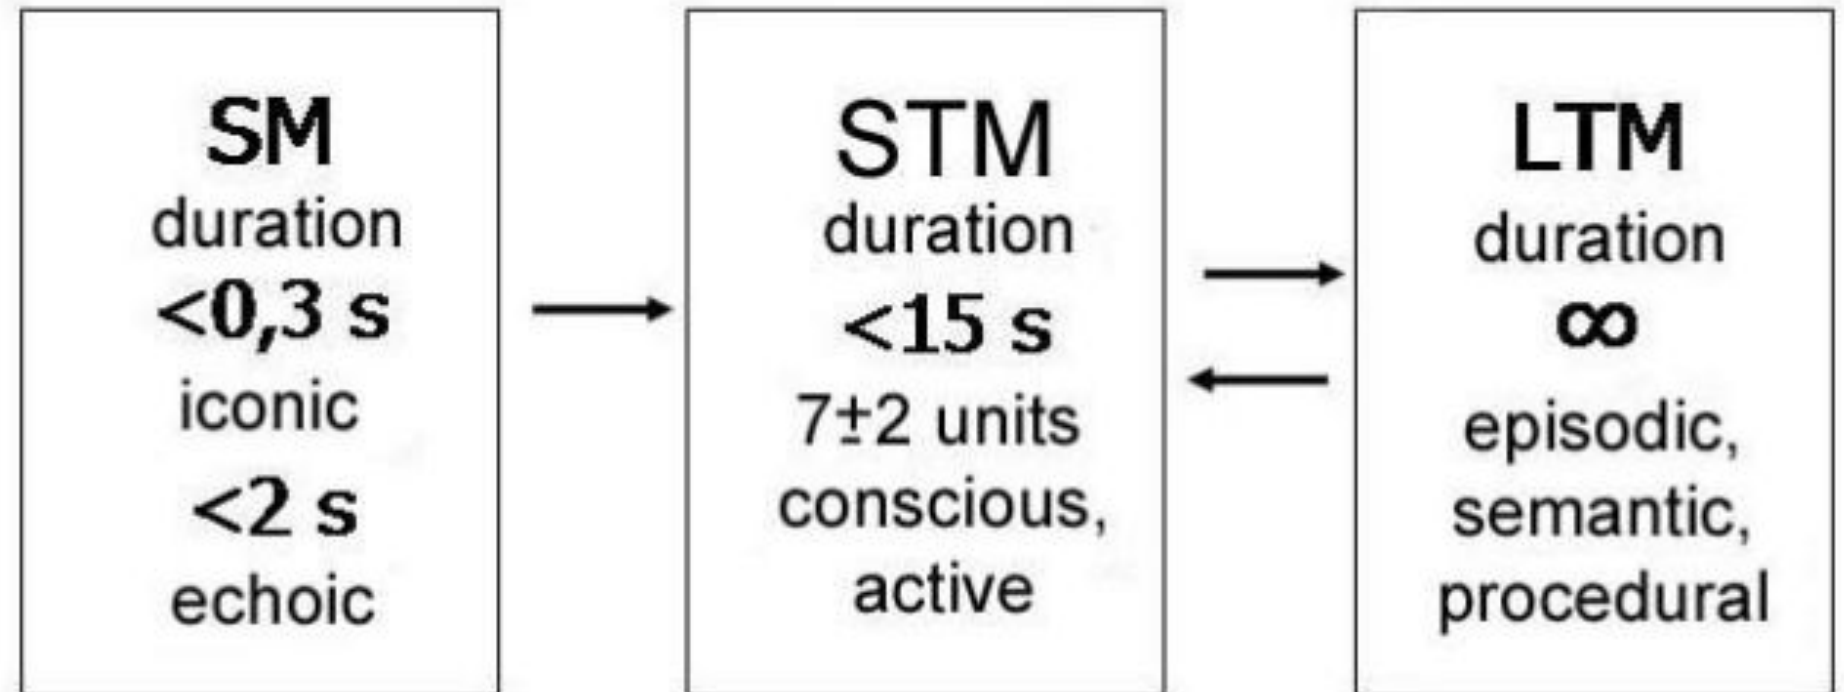 SM
duration
<0,3 s
iconic
<2 s
echoic
STM
duration
<15 s
7±2 units
conscious,
active
LTM
duration
∞
episodic,
semantic,
procedural